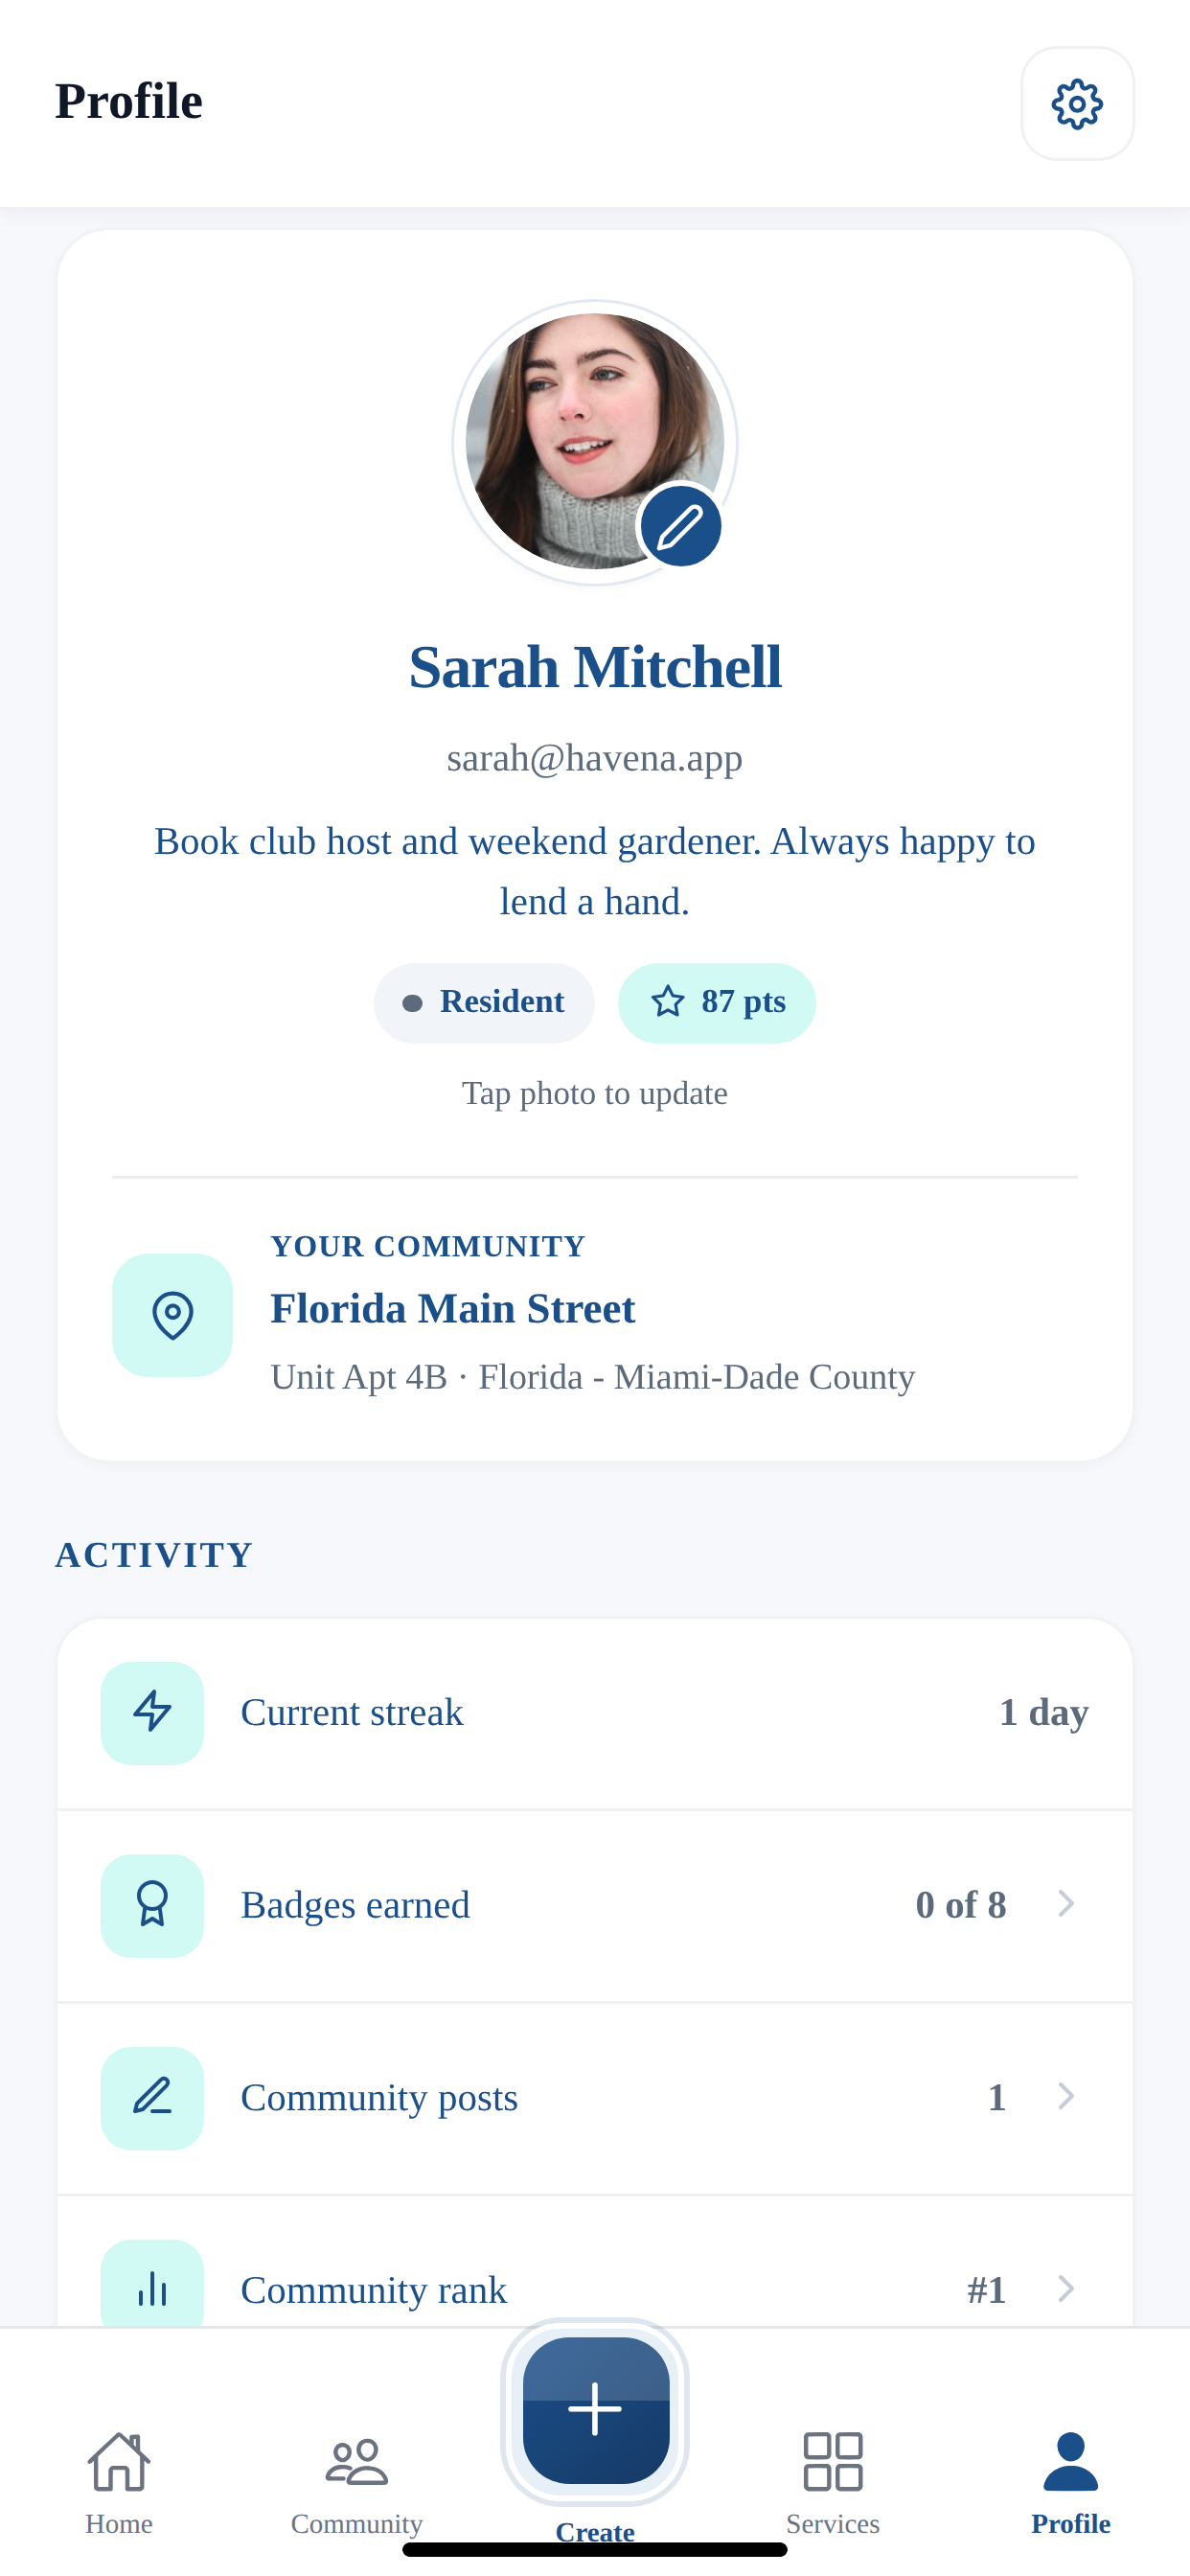 Profile
Sarah Mitchell
sarah@havena.app
Book club host and weekend gardener. Always happy to
lend a hand.
Resident
87 pts
Tap photo to update
YOUR COMMUNITY
Florida Main Street
Unit Apt 4B · Florida - Miami-Dade County
ACTIVITY
Current streak 1 day
Badges earned 0 of 8
Community posts 1
Community rank #1
Home
Community
Create
Services
Profile